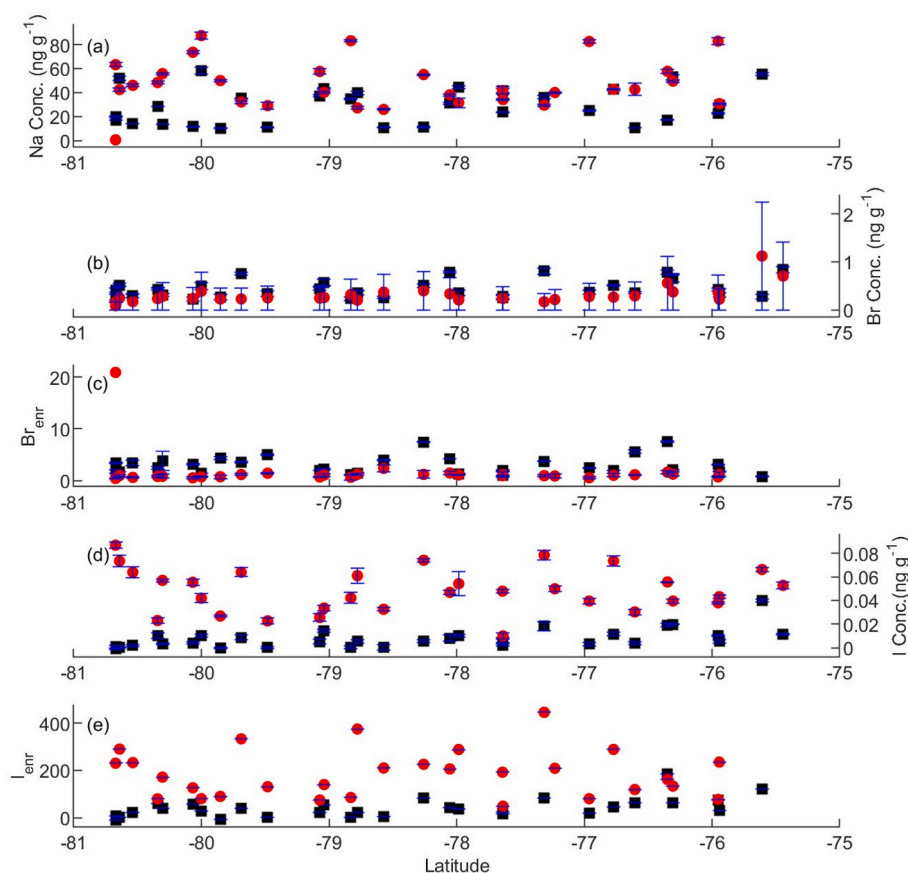 (a)
Na Conc. (ng g-1)
80
60
40
20
0
-81 -80 -79 -78 -77 -76 -75
(b)
Br Conc. (ng g-1)
2
1
0
-81 -80 -79 -78 -77 -76 -75
(c)
Brenr
20
10
0
-81 -80 -79 -78 -77 -76 -75
(d)
I Conc.(ng g-1)
0.08
0.06
0.04
0.02
0
-81 -80 -79 -78 -77 -76 -75
(e)
Ienr
400
200
0
-81 -80 -79 -78 -77 -76 -75
Latitude